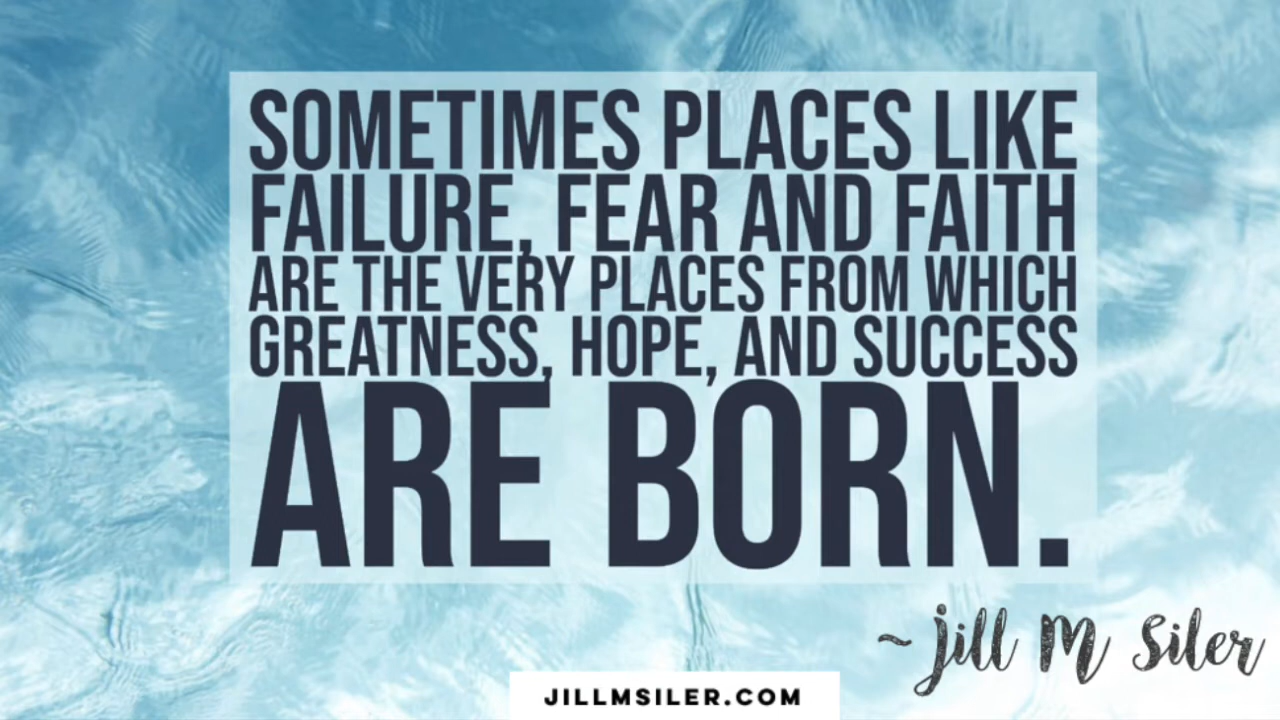 SOMETIMES PLACES LIKE
FAILURE, FEAR AND FAITH
ARE THE VERY PLACES FROM WHICH
GREATNESS, HOPE, AND SUCCESS
ARE BORN.
~ Jill M Siler
JILLMSILER.COM